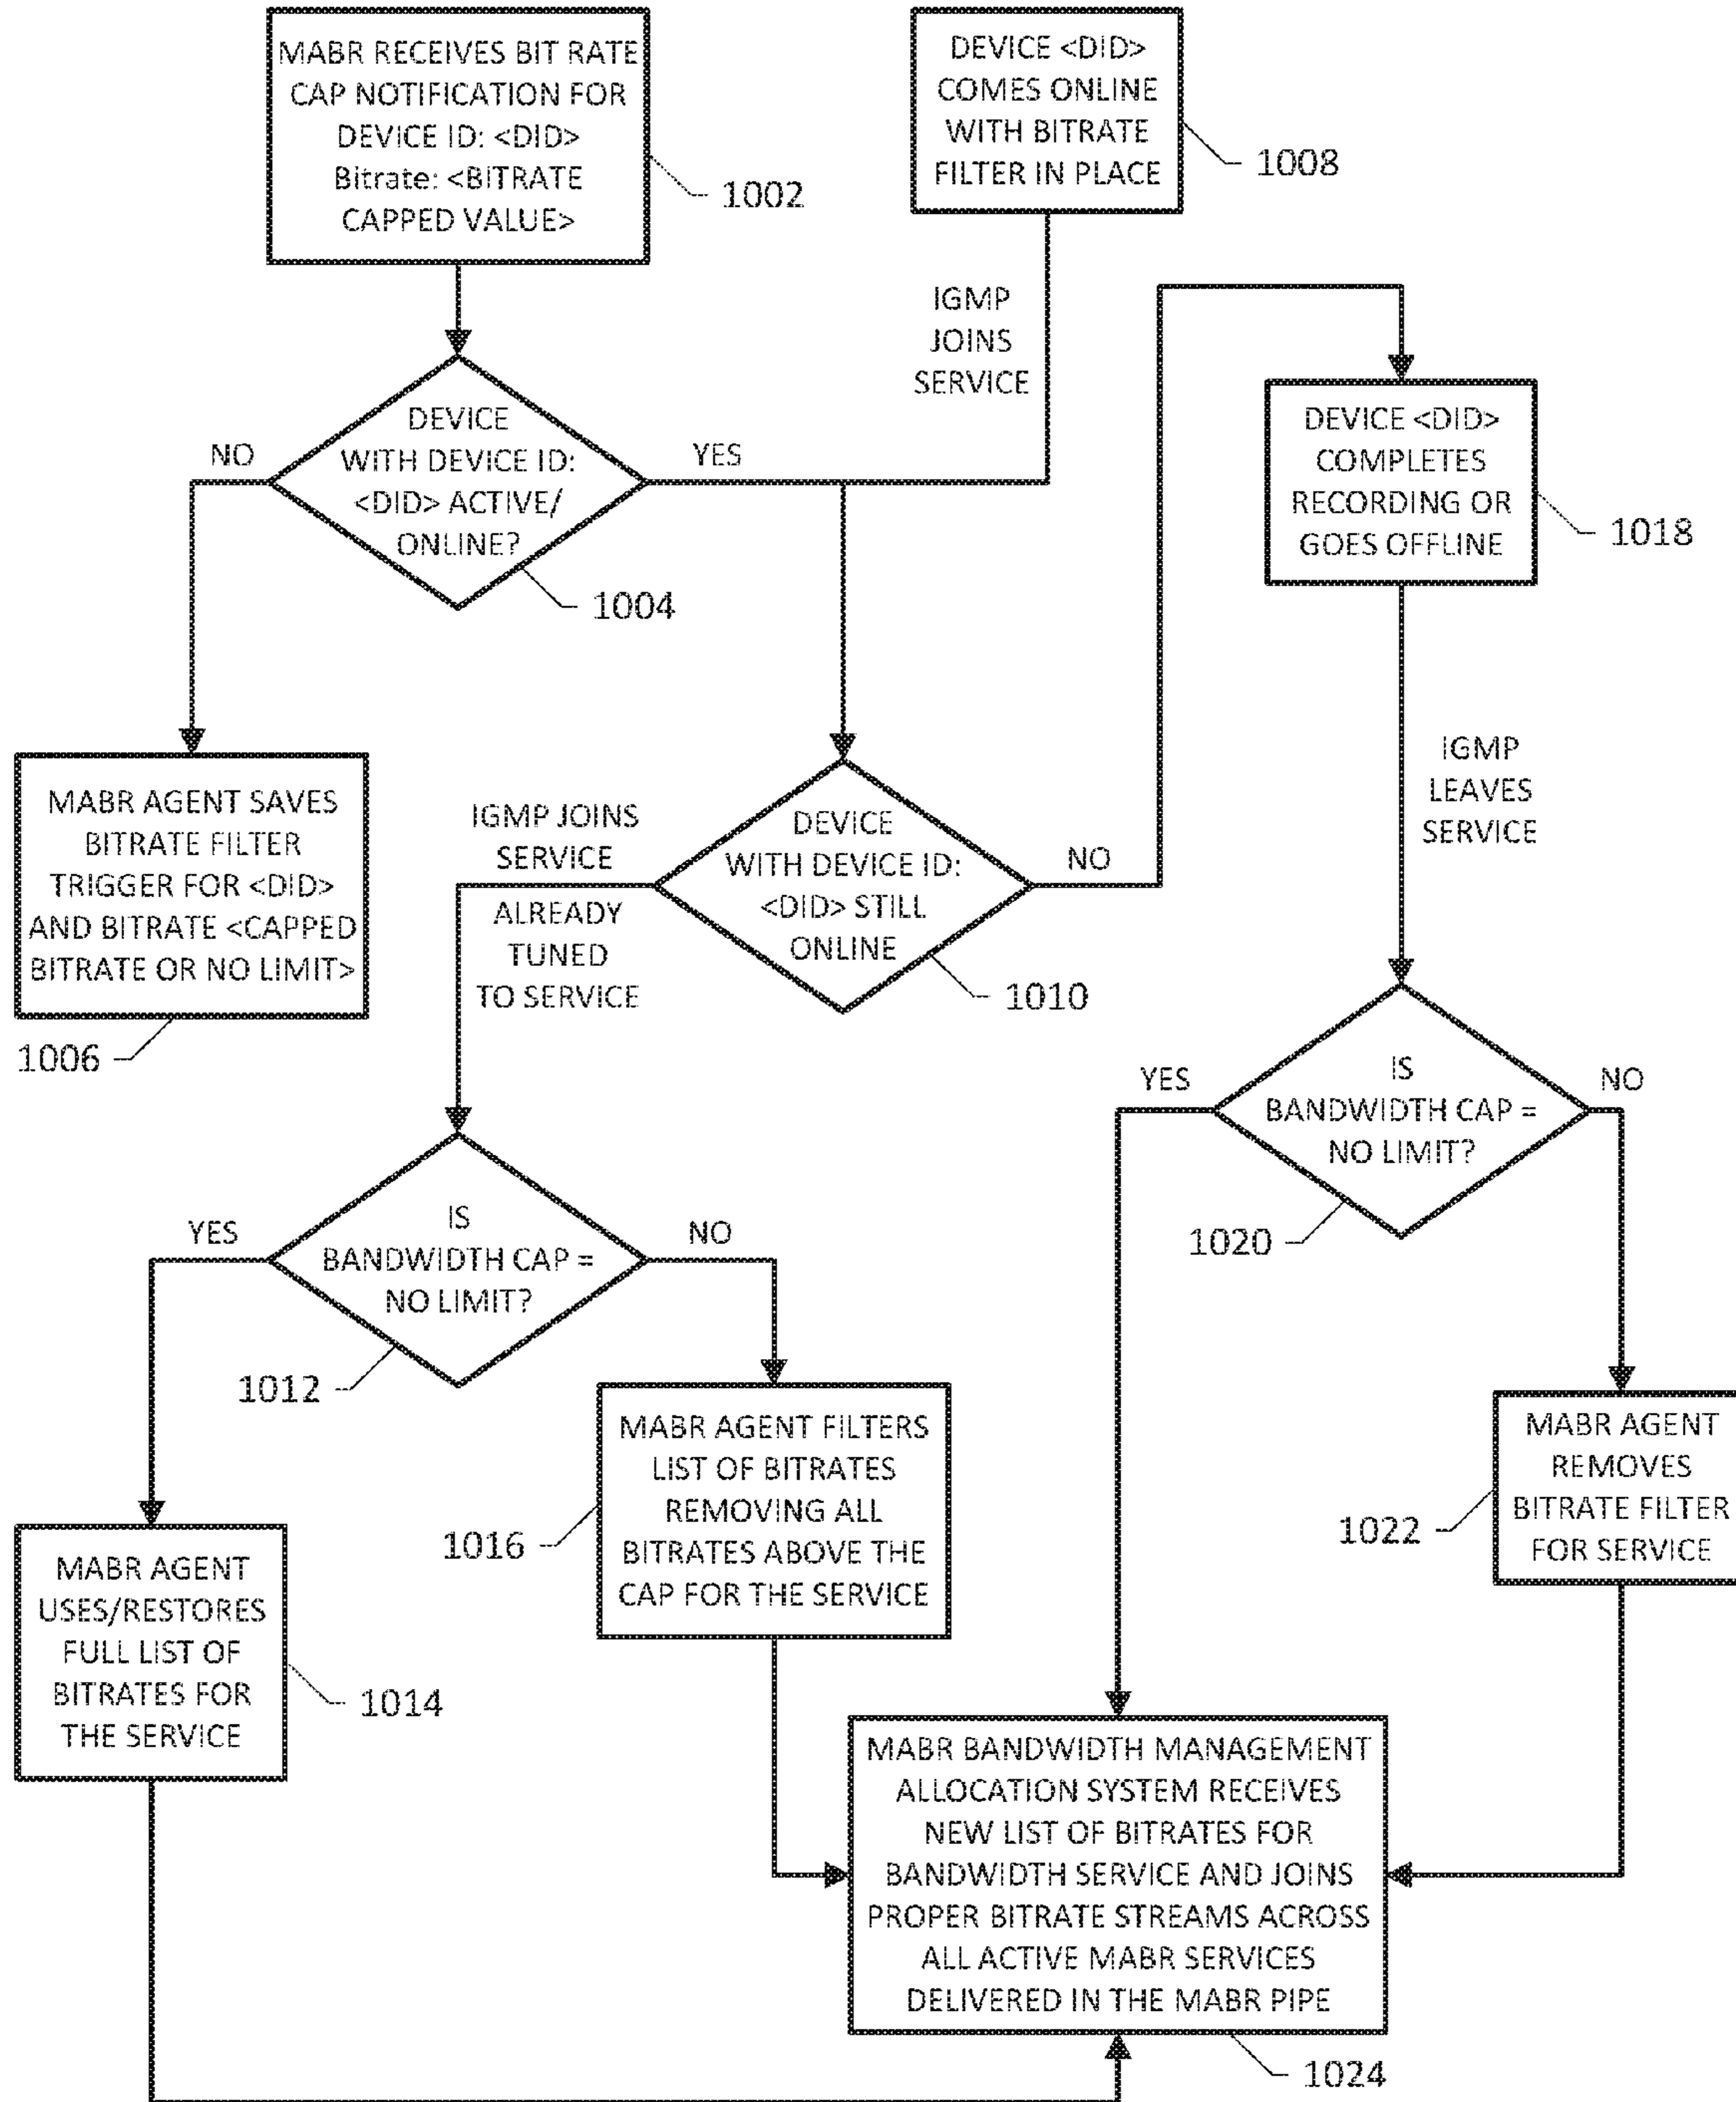 MABR RECEIVES BIT RATE
CAP NOTIFICATION FOR
DEVICE ID: <DID>
Bitrate: <BITRATE
CAPPED VALUE>
1002
DEVICE <DID>
COMES ONLINE
WITH BITRATE
FILTER IN PLACE
1008
IGMP
JOINS
SERVICE
DEVICE
WITH DEVICE ID:
<DID> ACTIVE/
ONLINE?
NO
YES
1004
DEVICE <DID>
COMPLETES
RECORDING OR
GOES OFFLINE
1018
MABR AGENT SAVES
BITRATE FILTER
TRIGGER FOR <DID>
AND BITRATE <CAPPED
BITRATE OR NO LIMIT>
1006
IGMP JOINS
SERVICE
ALREADY
TUNED
TO SERVICE
DEVICE
WITH DEVICE ID:
<DID> STILL
ONLINE
NO
1010
IGMP
LEAVES
SERVICE
YES
IS
BANDWIDTH CAP =
NO LIMIT?
NO
1020
YES
IS
BANDWIDTH CAP =
NO LIMIT?
NO
1012
MABR AGENT FILTERS
LIST OF BITRATES
REMOVING ALL
BITRATES ABOVE THE
CAP FOR THE SERVICE
1016
MABR AGENT
REMOVES
BITRATE FILTER
FOR SERVICE
1022
MABR AGENT
USES/RESTORES
FULL LIST OF
BITRATES FOR
THE SERVICE
1014
MABR BANDWIDTH MANAGEMENT
ALLOCATION SYSTEM RECEIVES
NEW LIST OF BITRATES FOR
BANDWIDTH SERVICE AND JOINS
PROPER BITRATE STREAMS ACROSS
ALL ACTIVE MABR SERVICES
DELIVERED IN THE MABR PIPE
1024